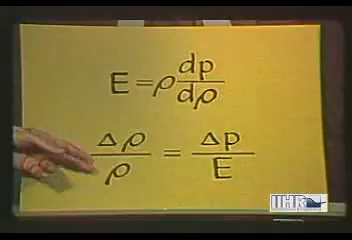 E = ρ dp/dρ
Δρ/ρ = Δp/E
IIHR